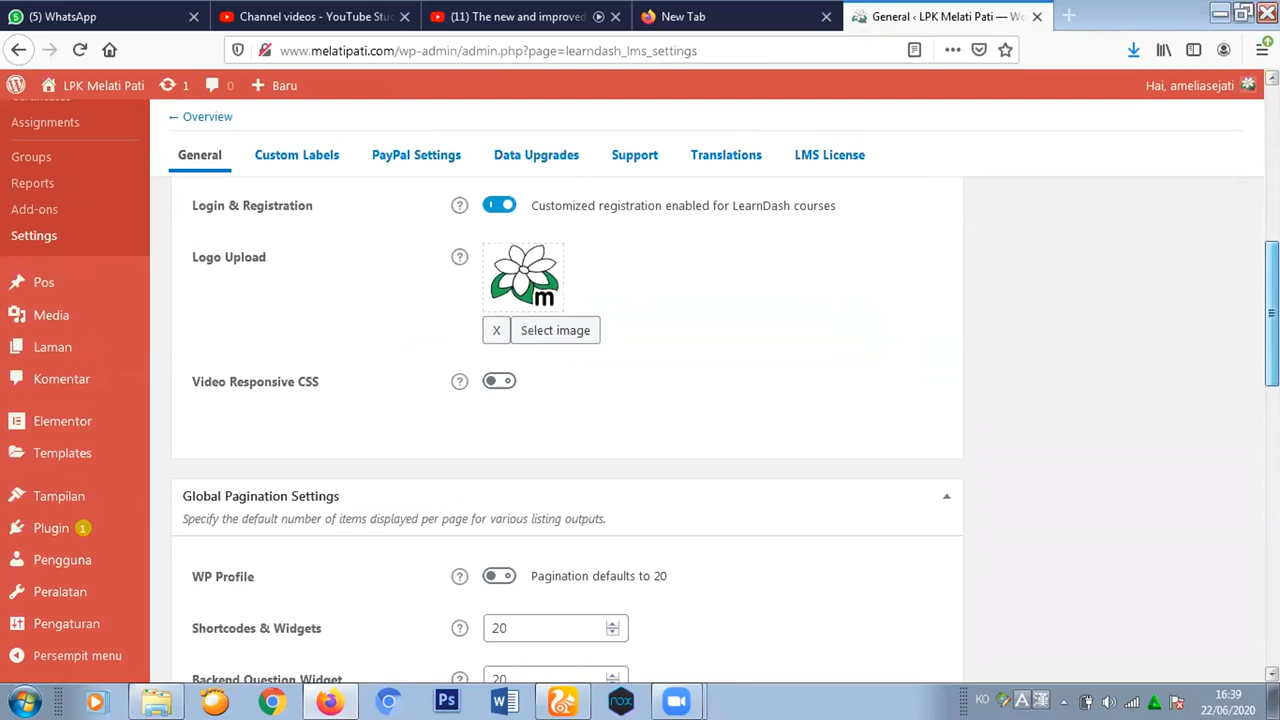 (5) WhatsApp
Channel videos - YouTube Stu
(11) The new and improved
New Tab
General ‹ LPK Melati Pati — Wo
www.melatipati.com/wp-admin/admin.php?page=learndash_lms_settings
LPK Melati Pati
1
0
Baru
Hai, ameliasejati
Assignments
Groups
Reports
Add-ons
Settings
Pos
Media
Laman
Komentar
Elementor
Templates
Tampilan
Plugin 1
Pengguna
Peralatan
Pengaturan
Persempit menu
← Overview
General
Custom Labels
PayPal Settings
Data Upgrades
Support
Translations
LMS License
Login & Registration
Customized registration enabled for LearnDash courses
Logo Upload
m
X
Select image
Video Responsive CSS
Global Pagination Settings
Specify the default number of items displayed per page for various listing outputs.
WP Profile
Pagination defaults to 20
Shortcodes & Widgets
20
Backend Question Widget
20
Ps
W
nox
KO
A
漢
16:39
22/06/2020